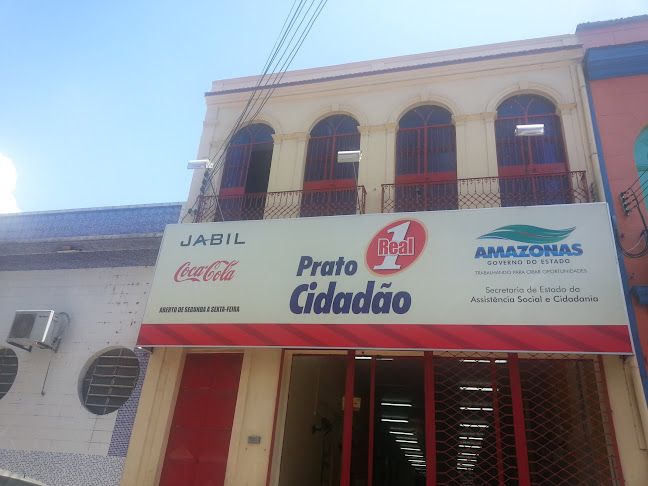 JABIL
Coca-Cola
ABERTO DE SEGUNDA A SEXTA-FEIRA
Prato
Cidadão
1
Real
AMAZONAS
GOVERNO DO ESTADO
TRABALHANDO PARA CRIAR OPORTUNIDADES
Secretaria de Estado da
Assistência Social e Cidadania